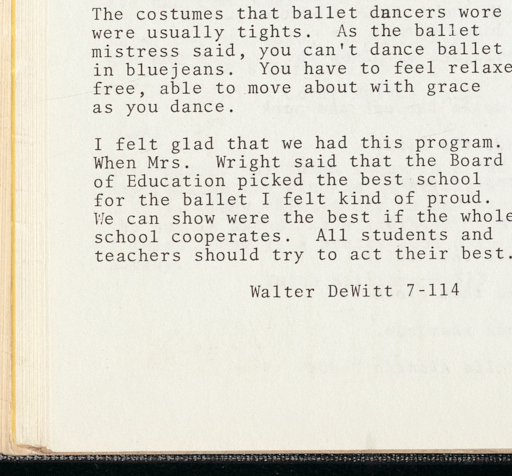 The costumes that ballet dancers wore
were usually tights.  As the ballet
mistress said, you can't dance ballet
in bluejeans.  You have to feel relaxe
free, able to move about with grace
as you dance.

I felt glad that we had this program.
When Mrs.  Wright said that the Board
of Education picked the best school
for the ballet I felt kind of proud.
We can show were the best if the whole
school cooperates.  All students and
teachers should try to act their best.

Walter DeWitt 7-114